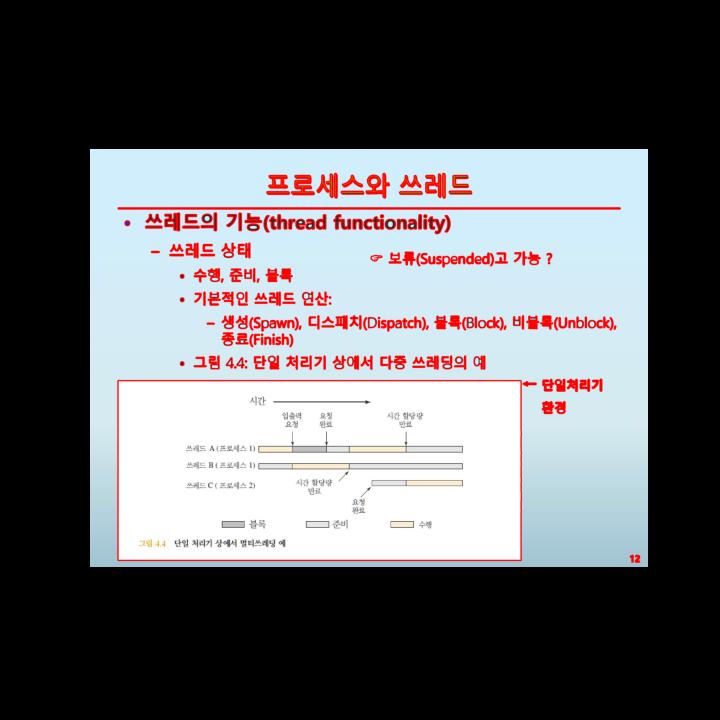 프로세스와 쓰레드
• 쓰레드의 기능(thread functionality)
– 쓰레드 상태
☞ 보류(Suspended)고 가능 ?
• 수행, 준비, 블록
• 기본적인 쓰레드 연산:
– 생성(Spawn), 디스패치(Dispatch), 블록(Block), 비블록(Unblock),
종료(Finish)
• 그림 4.4: 단일 처리기 상에서 다중 쓰레딩의 예
← 단일처리기
환경
시간
입출력
요청
요청
완료
시간 할당량
만료
쓰레드 A (프로세스 1)
쓰레드 B ( 프로세스 1)
쓰레드 C ( 프로세스 2)
시간 할당량
만료
요청
완료
블록
준비
수행
그림 4.4 단일 처리기 상에서 멀티쓰레딩 예
12